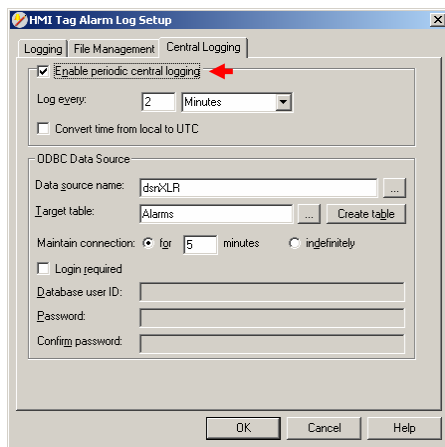 HMI Tag Alarm Log Setup
Logging File Management Central Logging
Enable periodic central logging
Log every: 2 Minutes
Convert time from local to UTC
ODBC Data Source
Data source name: dsnXLR ...
Target table: Alarms ... Create table
Maintain connection: for 5 minutes indefinitely
Login required
Database user ID:
Password:
Confirm password:
OK Cancel Help